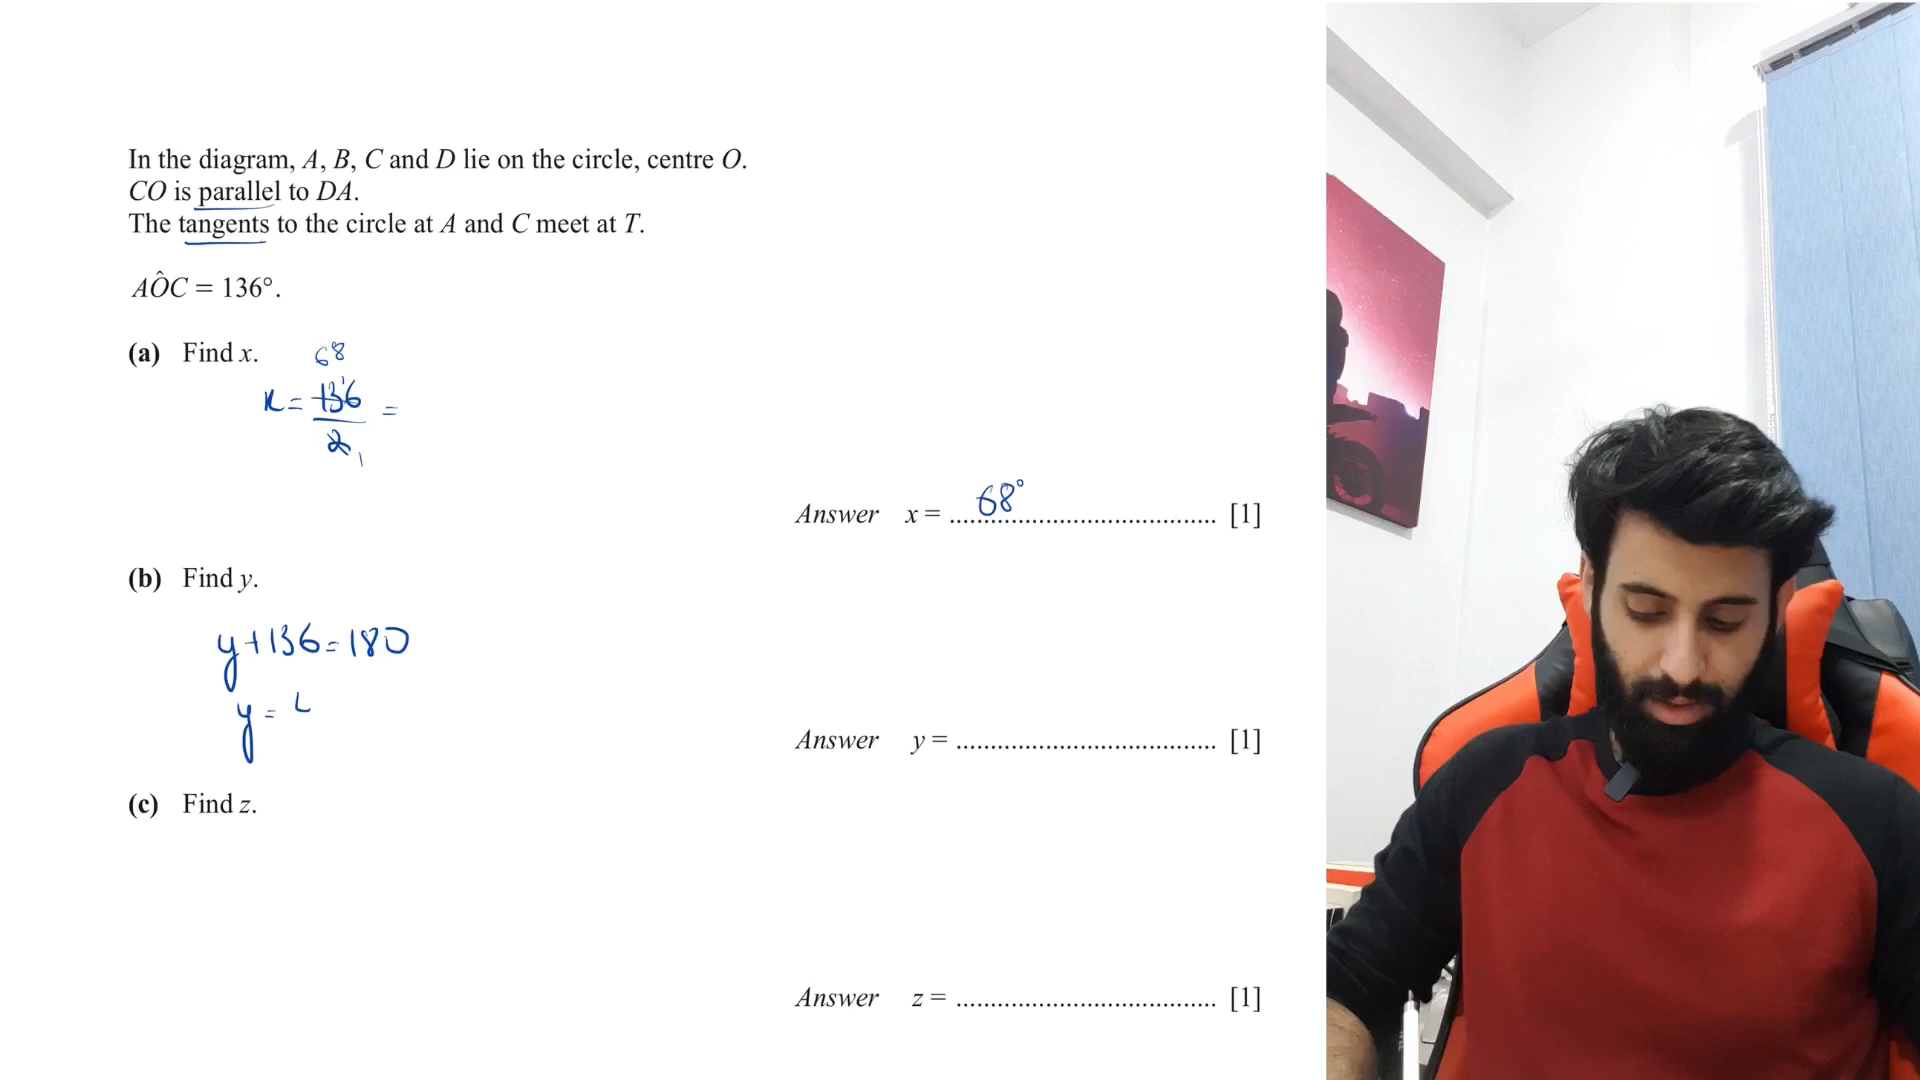 In the diagram, A, B, C and D lie on the circle, centre O.
CO is parallel to DA.
The tangents to the circle at A and C meet at T.
AÔC = 136°.
(a) Find x.
68
x = 136 =
2
1
1
Answer x = 68° [1]
(b) Find y.
y + 136 = 180
y =
Answer y = ...................................... [1]
(c) Find z.
Answer z = ...................................... [1]